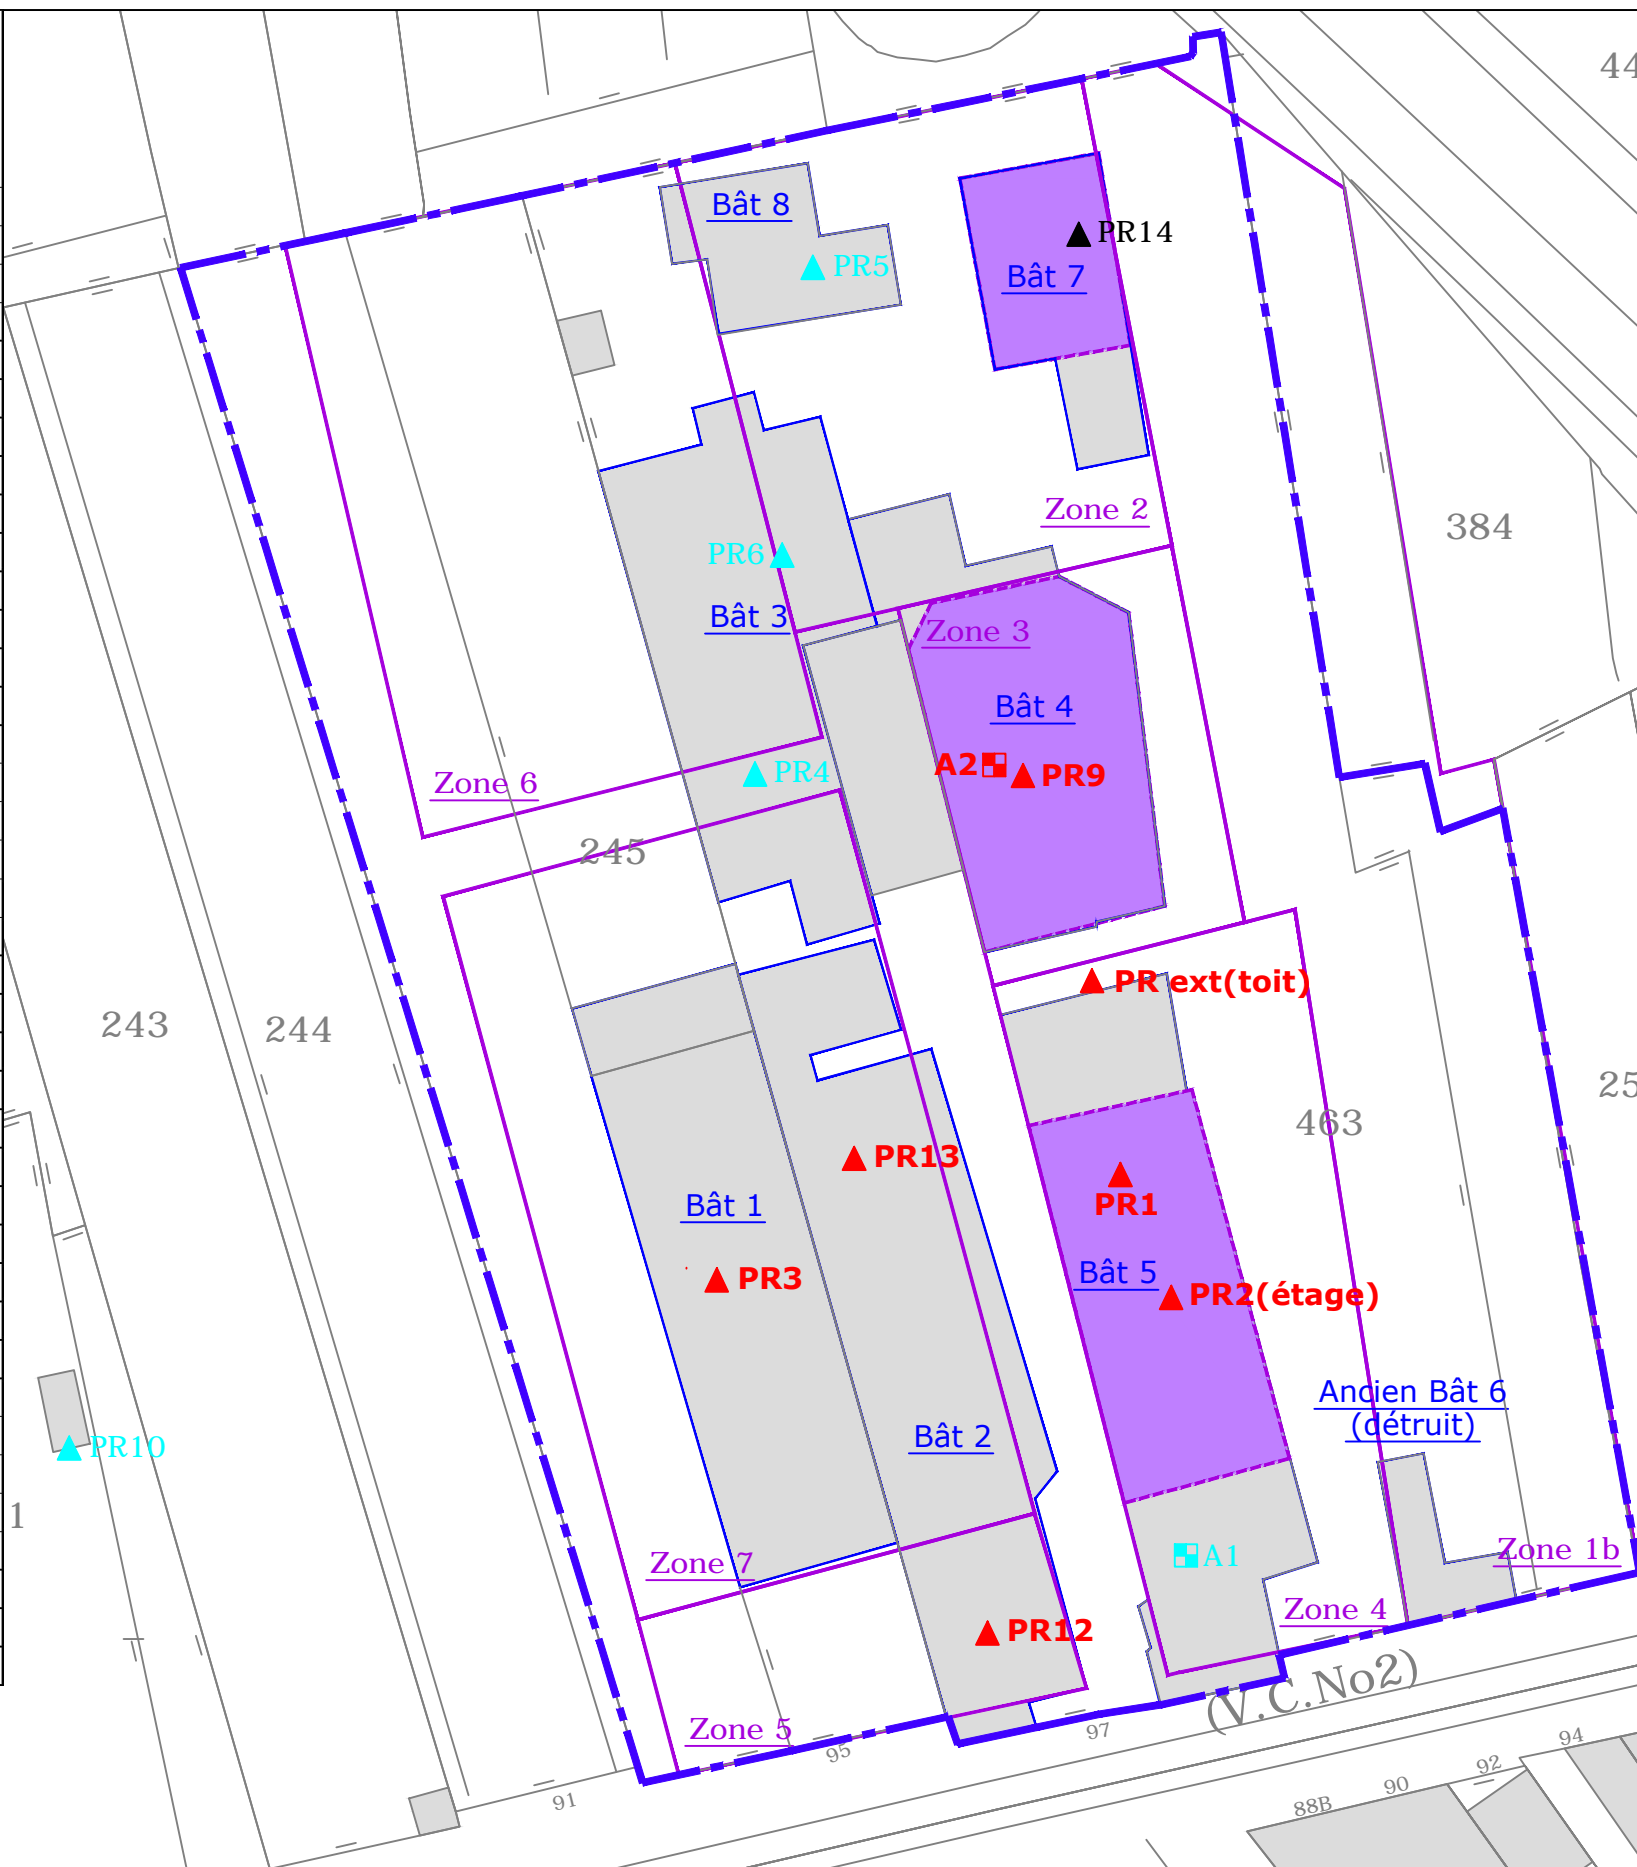 44
Bât 8
PR14
PR5
Bât 7
Zone 2
384
PR6
Bât 3
Zone 3
Bât 4
A2
PR9
PR4
Zone 6
245
PR ext(toit)
243
244
25
463
PR13
PR1
Bât 1
Bât 5
PR3
PR2(étage)
Ancien Bât 6
(détruit)
Bât 2
PR10
1
A1
Zone 1b
Zone 7
Zone 4
PR12
(V.C.No2)
Zone 5
97
95
94
92
90
91
88B